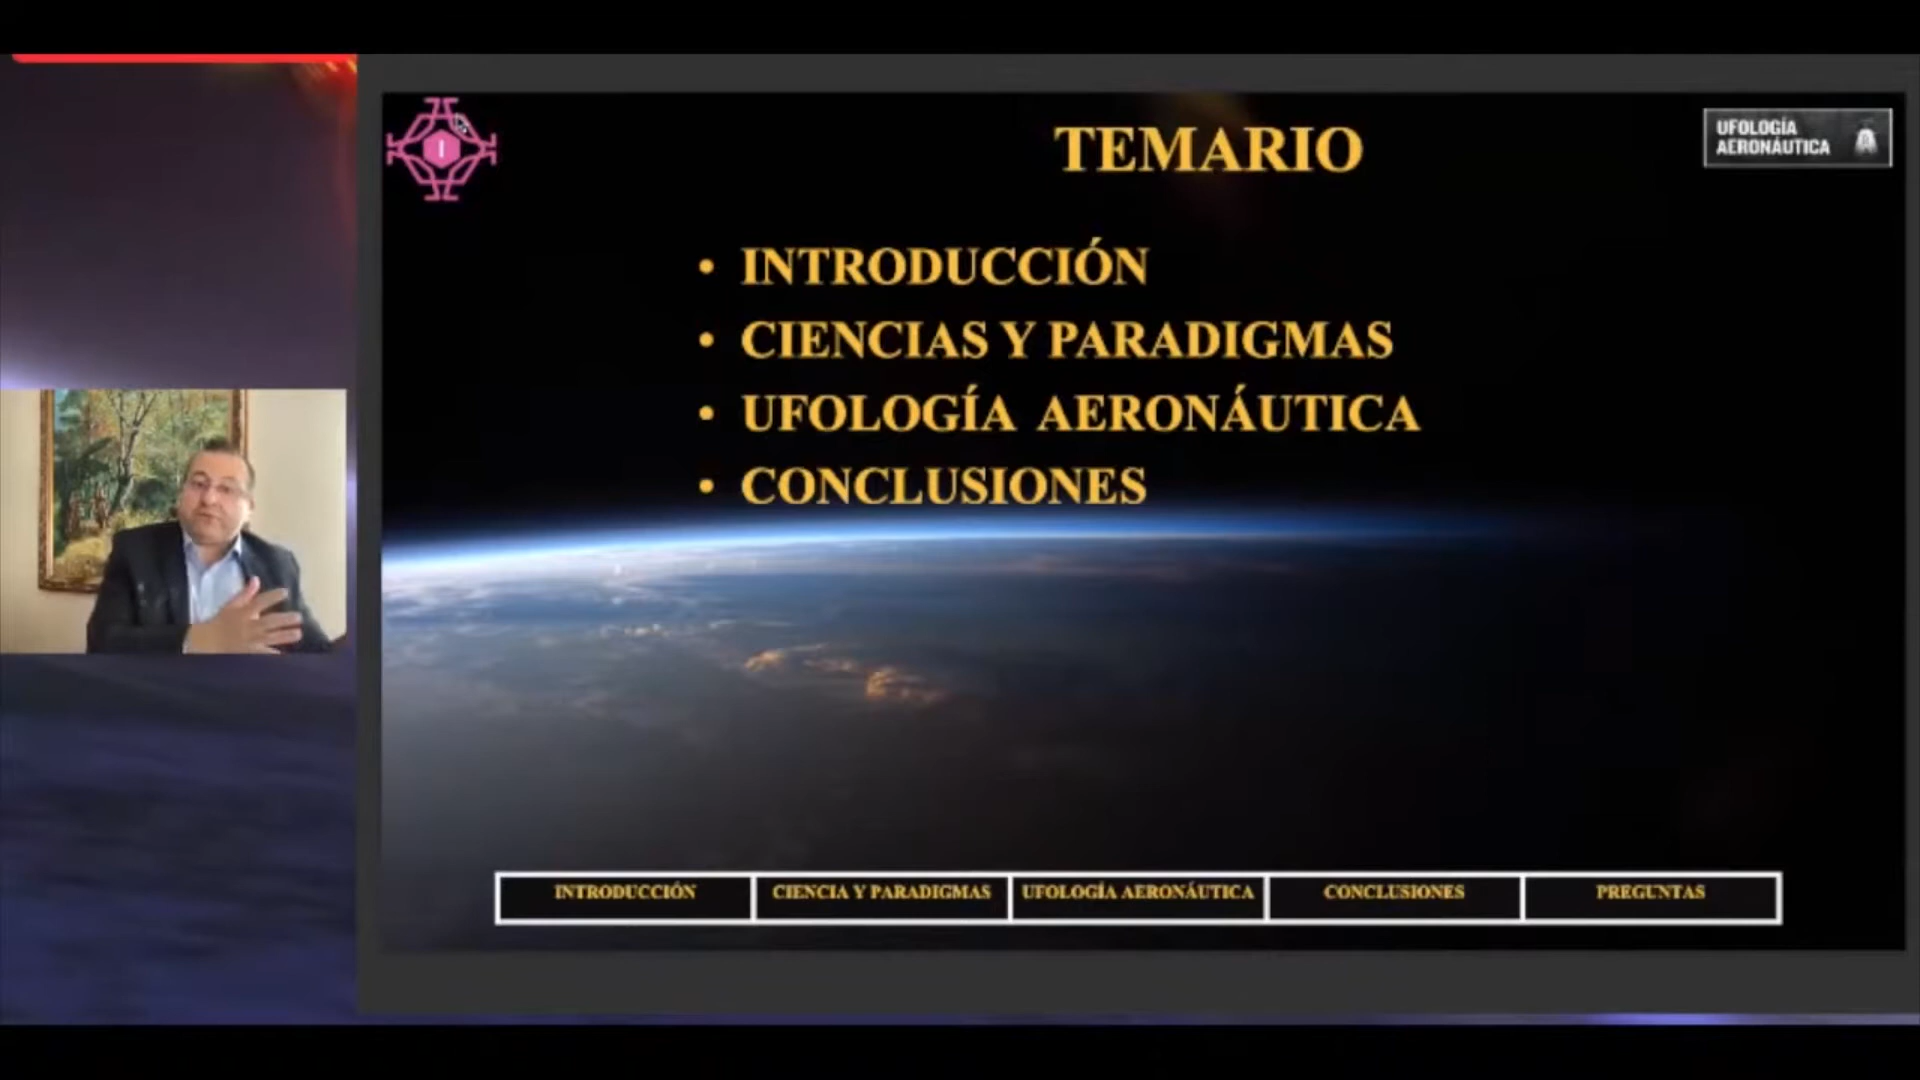 TEMARIO
UFOLOGÍA
AERONÁUTICA
• INTRODUCCIÓN
• CIENCIAS Y PARADIGMAS
• UFOLOGÍA AERONÁUTICA
• CONCLUSIONES
INTRODUCCIÓN
CIENCIA Y PARADIGMAS
UFOLOGÍA AERONÁUTICA
CONCLUSIONES
PREGUNTAS